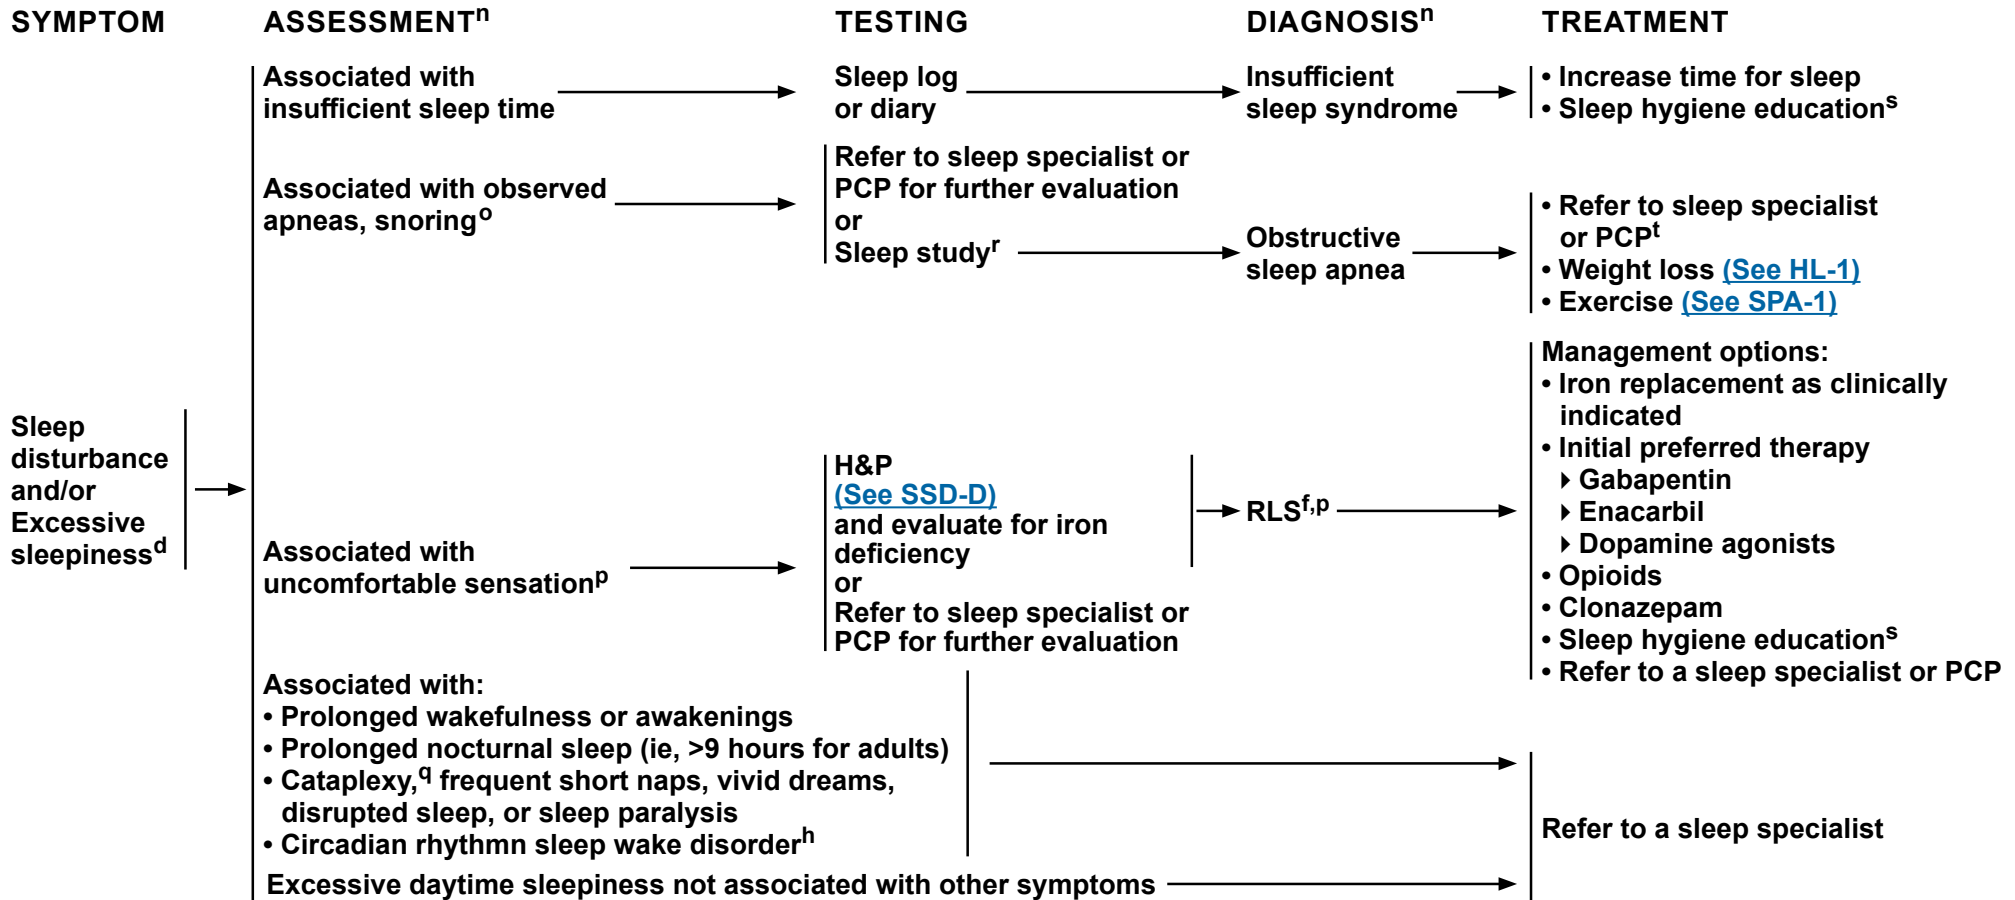 SYMPTOM
ASSESSMENTⁿ
TESTING
DIAGNOSISⁿ
TREATMENT
Sleep
disturbance
and/or
Excessive
sleepinessᵈ
Associated with
insufficient sleep time
Sleep log
or diary
Insufficient
sleep syndrome
• Increase time for sleep
• Sleep hygiene educationˢ
Associated with observed
apneas, snoringᵒ
Refer to sleep specialist or
PCP for further evaluation
or
Sleep studyʳ
Obstructive
sleep apnea
• Refer to sleep specialist
or PCPᵗ
• Weight loss (See HL-1)
• Exercise (See SPA-1)
Associated with
uncomfortable sensationᵖ
H&P
(See SSD-D)
and evaluate for iron
deficiency
or
Refer to sleep specialist or
PCP for further evaluation
RLSᶠ,ᵖ
Management options:
• Iron replacement as clinically
indicated
• Initial preferred therapy
▸ Gabapentin
▸ Enacarbil
▸ Dopamine agonists
• Opioids
• Clonazepam
• Sleep hygiene educationˢ
• Refer to a sleep specialist or PCP
Associated with:
• Prolonged wakefulness or awakenings
• Prolonged nocturnal sleep (ie, >9 hours for adults)
• Cataplexy,ᑫ frequent short naps, vivid dreams,
disrupted sleep, or sleep paralysis
• Circadian rhythmn sleep wake disorderʰ
Excessive daytime sleepiness not associated with other symptoms
Refer to a sleep specialist